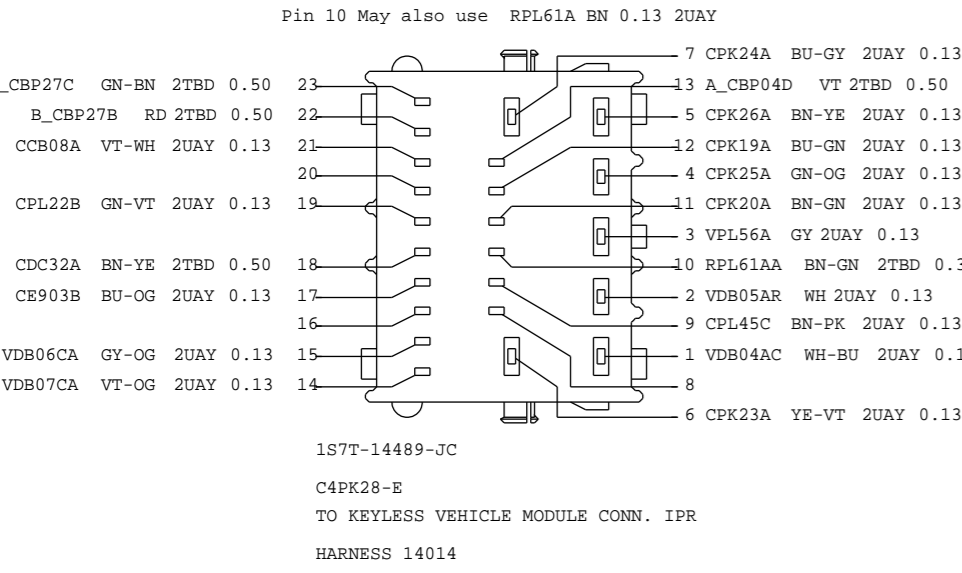 Pin 10 May also use RPL61A BN 0.13 2UAY
7 CPK24A BU-GY 2UAY 0.13
_CBP27C GN-BN 2TBD 0.50 23
13 A_CBP04D VT 2TBD 0.50
B_CBP27B RD 2TBD 0.50 22
5 CPK26A BN-YE 2UAY 0.13
CCB08A VT-WH 2UAY 0.13 21
12 CPK19A BU-GN 2UAY 0.13
20
4 CPK25A GN-OG 2UAY 0.13
CPL22B GN-VT 2UAY 0.13 19
11 CPK20A BN-GN 2UAY 0.13
3 VPL56A GY 2UAY 0.13
CDC32A BN-YE 2TBD 0.50 18
10 RPL61AA BN-GN 2TBD 0.3
CE903B BU-OG 2UAY 0.13 17
2 VDB05AR WH 2UAY 0.13
16
9 CPL45C BN-PK 2UAY 0.13
VDB06CA GY-OG 2UAY 0.13 15
1 VDB04AC WH-BU 2UAY 0.1
VDB07CA VT-OG 2UAY 0.13 14
8
6 CPK23A YE-VT 2UAY 0.13
1S7T-14489-JC
C4PK28-E
TO KEYLESS VEHICLE MODULE CONN. IPR
HARNESS 14014